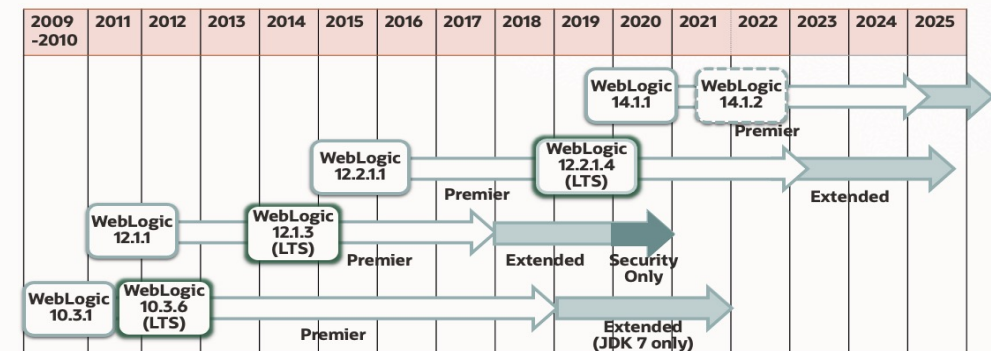 2009
-2010
2011
2012
2013
2014
2015
2016
2017
2018
2019
2020
2021
2022
2023
2024
2025
WebLogic
14.1.1
WebLogic
14.1.2
Premier
WebLogic
12.2.1.1
WebLogic
12.2.1.4
(LTS)
Premier
Extended
WebLogic
12.1.1
WebLogic
12.1.3
(LTS)
Premier
Extended
Security
Only
WebLogic
10.3.1
WebLogic
10.3.6
(LTS)
Premier
Extended
(JDK 7 only)